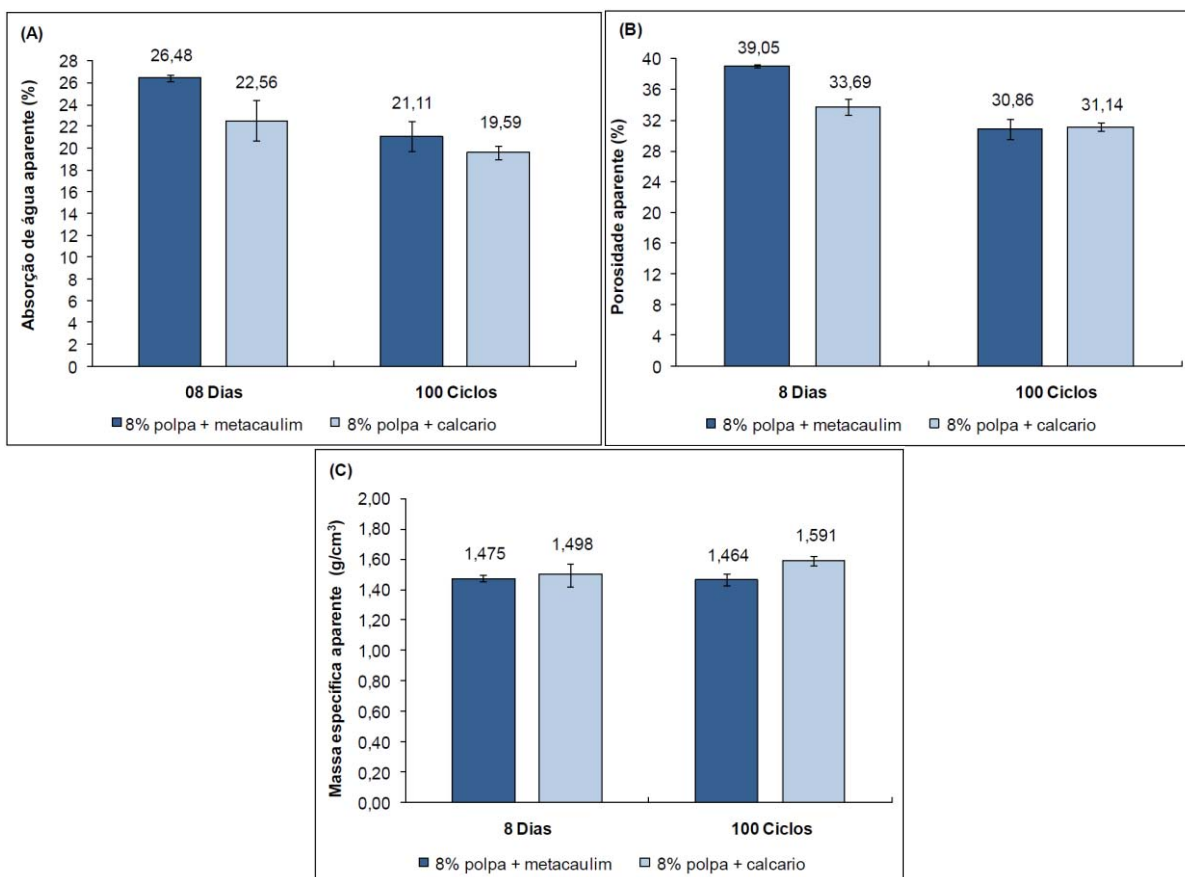 (A)
Absorção de água aparente (%)
28
26
24
22
20
18
16
14
12
10
8
6
4
2
0
26,48
22,56
21,11
19,59
08 Dias
100 Ciclos
8% polpa + metacaulim
8% polpa + calcario
(B)
Porosidade aparente (%)
40
36
32
28
24
20
16
12
8
4
0
39,05
33,69
30,86
31,14
8 Dias
100 Ciclos
8% polpa + metacaulim
8% polpa + calcario
(C)
Massa específica aparente (g/cm³)
2,00
1,80
1,60
1,40
1,20
1,00
0,80
0,60
0,40
0,20
0,00
1,475
1,498
1,464
1,591
8 Dias
100 Ciclos
8% polpa + metacaulim
8% polpa + calcario